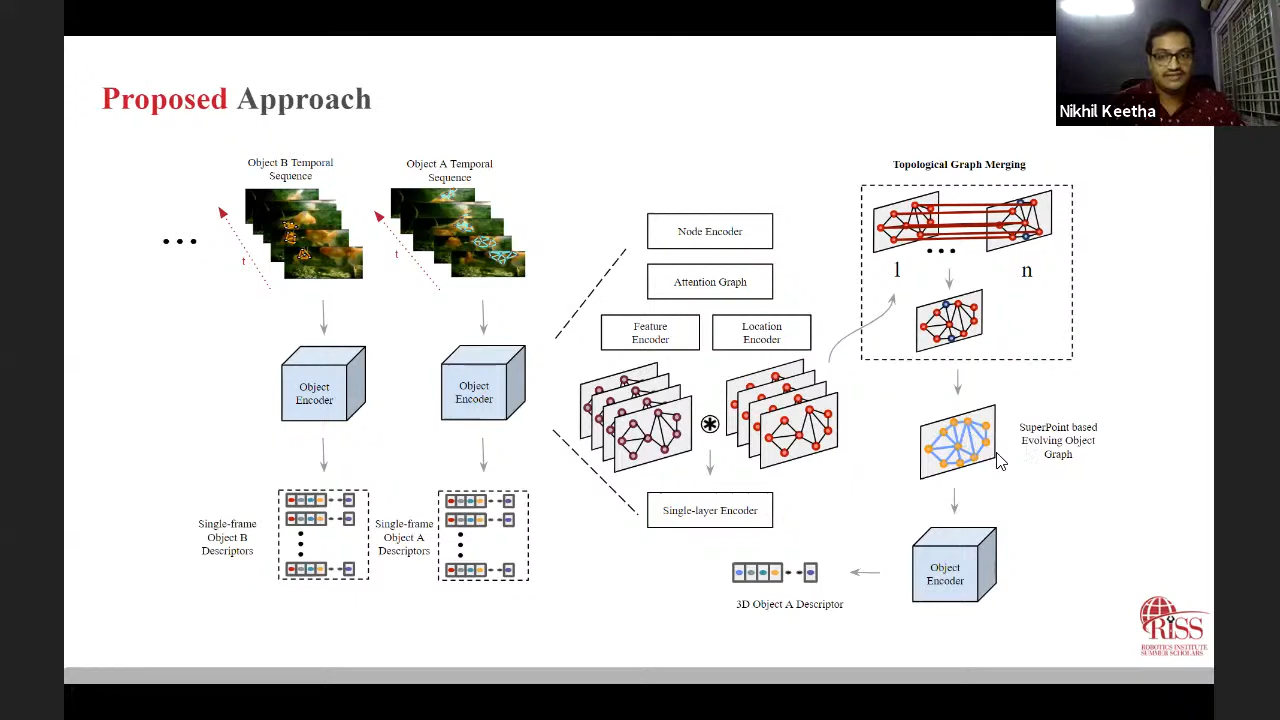 Nikhil Keetha
Proposed Approach
Object B Temporal
Sequence
Object A Temporal
Sequence
t
t
Object
Encoder
Object
Encoder
Single-frame
Object B
Descriptors
Single-frame
Object A
Descriptors
Node Encoder
Attention Graph
Feature
Encoder
Location
Encoder
Single-layer Encoder
Topological Graph Merging
1
n
SuperPoint based
Evolving Object
Graph
Object
Encoder
3D Object A Descriptor
RISS
ROBOTICS INSTITUTE
SUMMER SCHOLARS